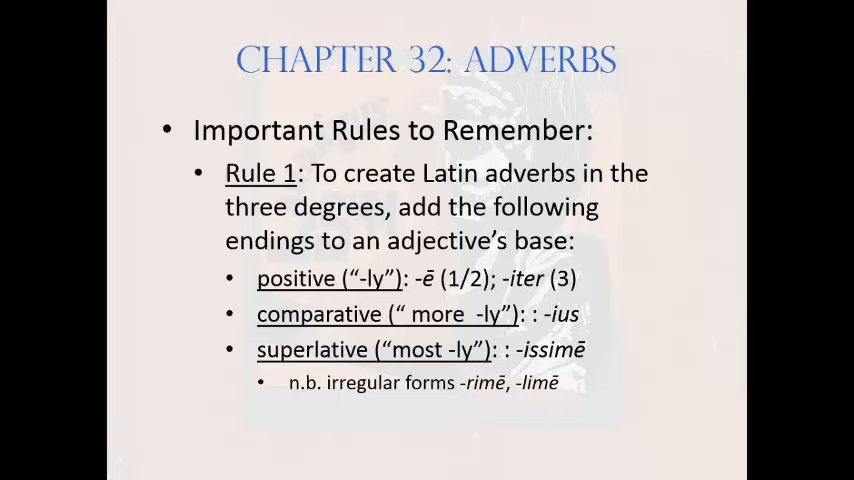 CHAPTER 32: ADVERBS
• Important Rules to Remember:
• Rule 1: To create Latin adverbs in the
three degrees, add the following
endings to an adjective’s base:
• positive (“-ly”): -ē (1/2); -iter (3)
• comparative (“ more -ly”): : -ius
• superlative (“most -ly”): : -issimē
• n.b. irregular forms -rimē, -limē